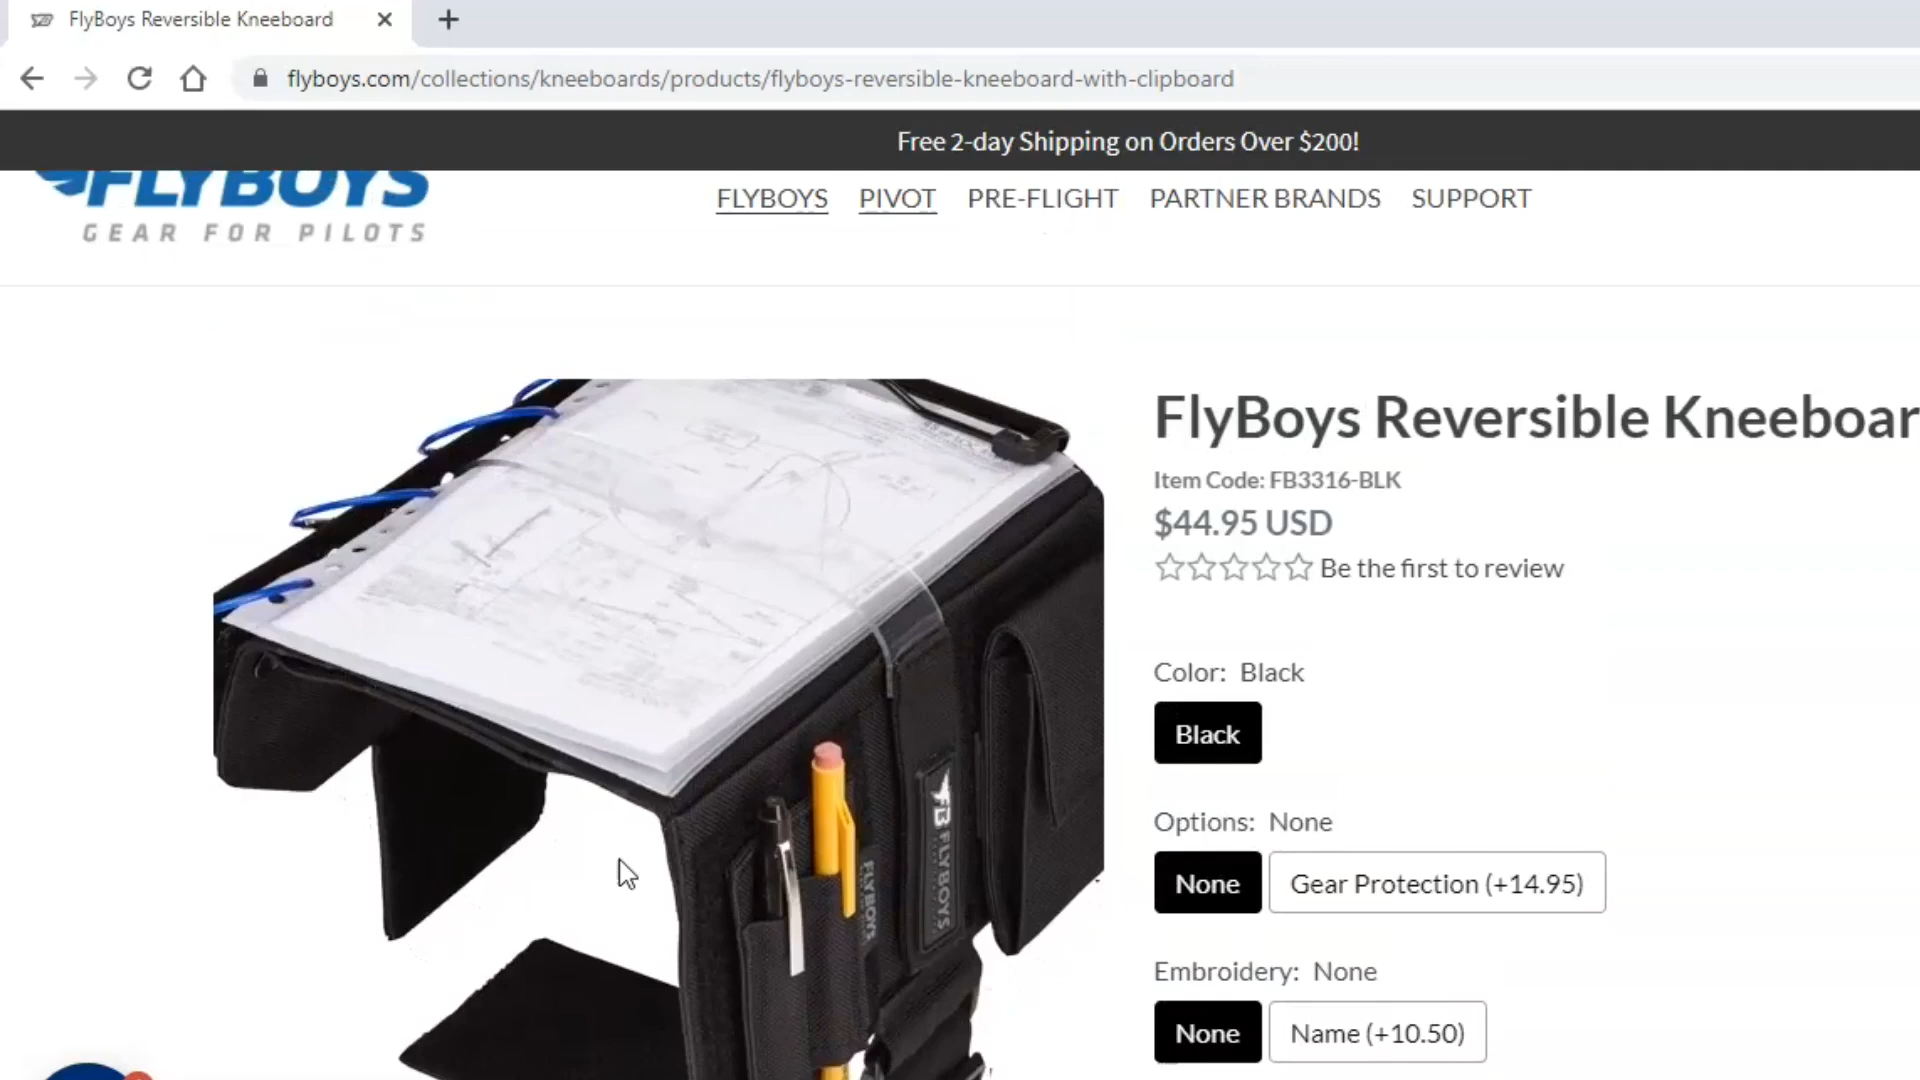 FlyBoys Reversible Kneeboard
flyboys.com/collections/kneeboards/products/flyboys-reversible-kneeboard-with-clipboard
Free 2-day Shipping on Orders Over $200!
FLYBOYS
GEAR FOR PILOTS
FLYBOYS PIVOT PRE-FLIGHT PARTNER BRANDS SUPPORT
FlyBoys Reversible Kneeboar
Item Code: FB3316-BLK
$44.95 USD
Be the first to review
Color: Black
Black
Options: None
None Gear Protection (+14.95)
Embroidery: None
None Name (+10.50)
FB FLYBOYS
FLYBOYS